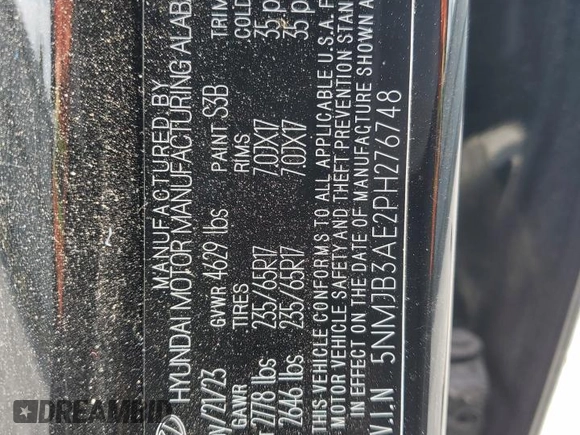 MANUFACTURED BY
HYUNDAI MOTOR MANUFACTURING ALABA
/21/23 GVWR 4629 lbs PAINT S3B TRIM
GAWR TIRES RIMS COLD
2778 lbs 235/65R17 7.0JX17 35 p
2646 lbs 235/65R17 7.0JX17 35 p
THIS VEHICLE CONFORMS TO ALL APPLICABLE U.S.A. F
MOTOR VEHICLE SAFETY AND THEFT PREVENTION STAN
IN EFFECT ON THE DATE OF MANUFACTURE SHOWN A
V.I.N 5NMJB3AE2PH276748
DREAMBID